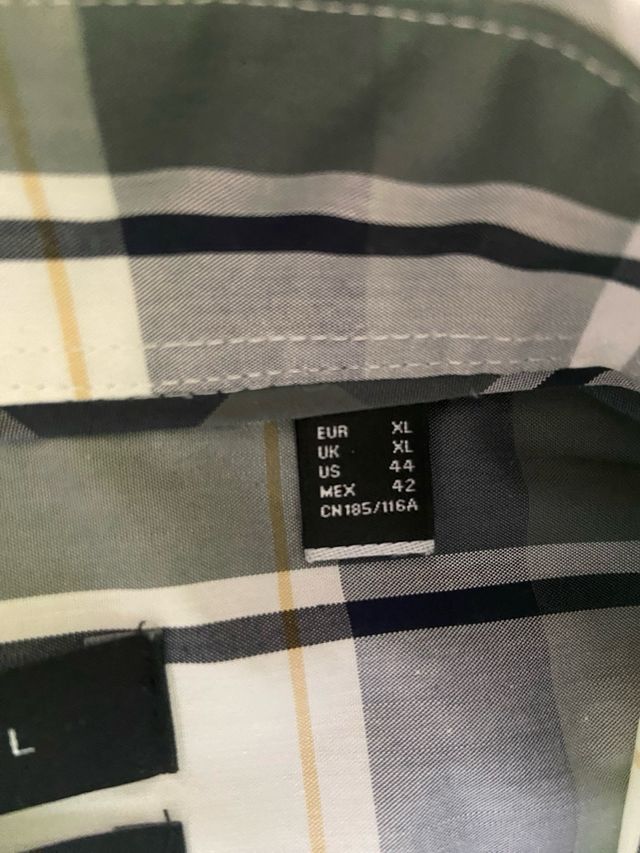 EUR XL
UK XL
US 44
MEX 42
CN185/116A
L